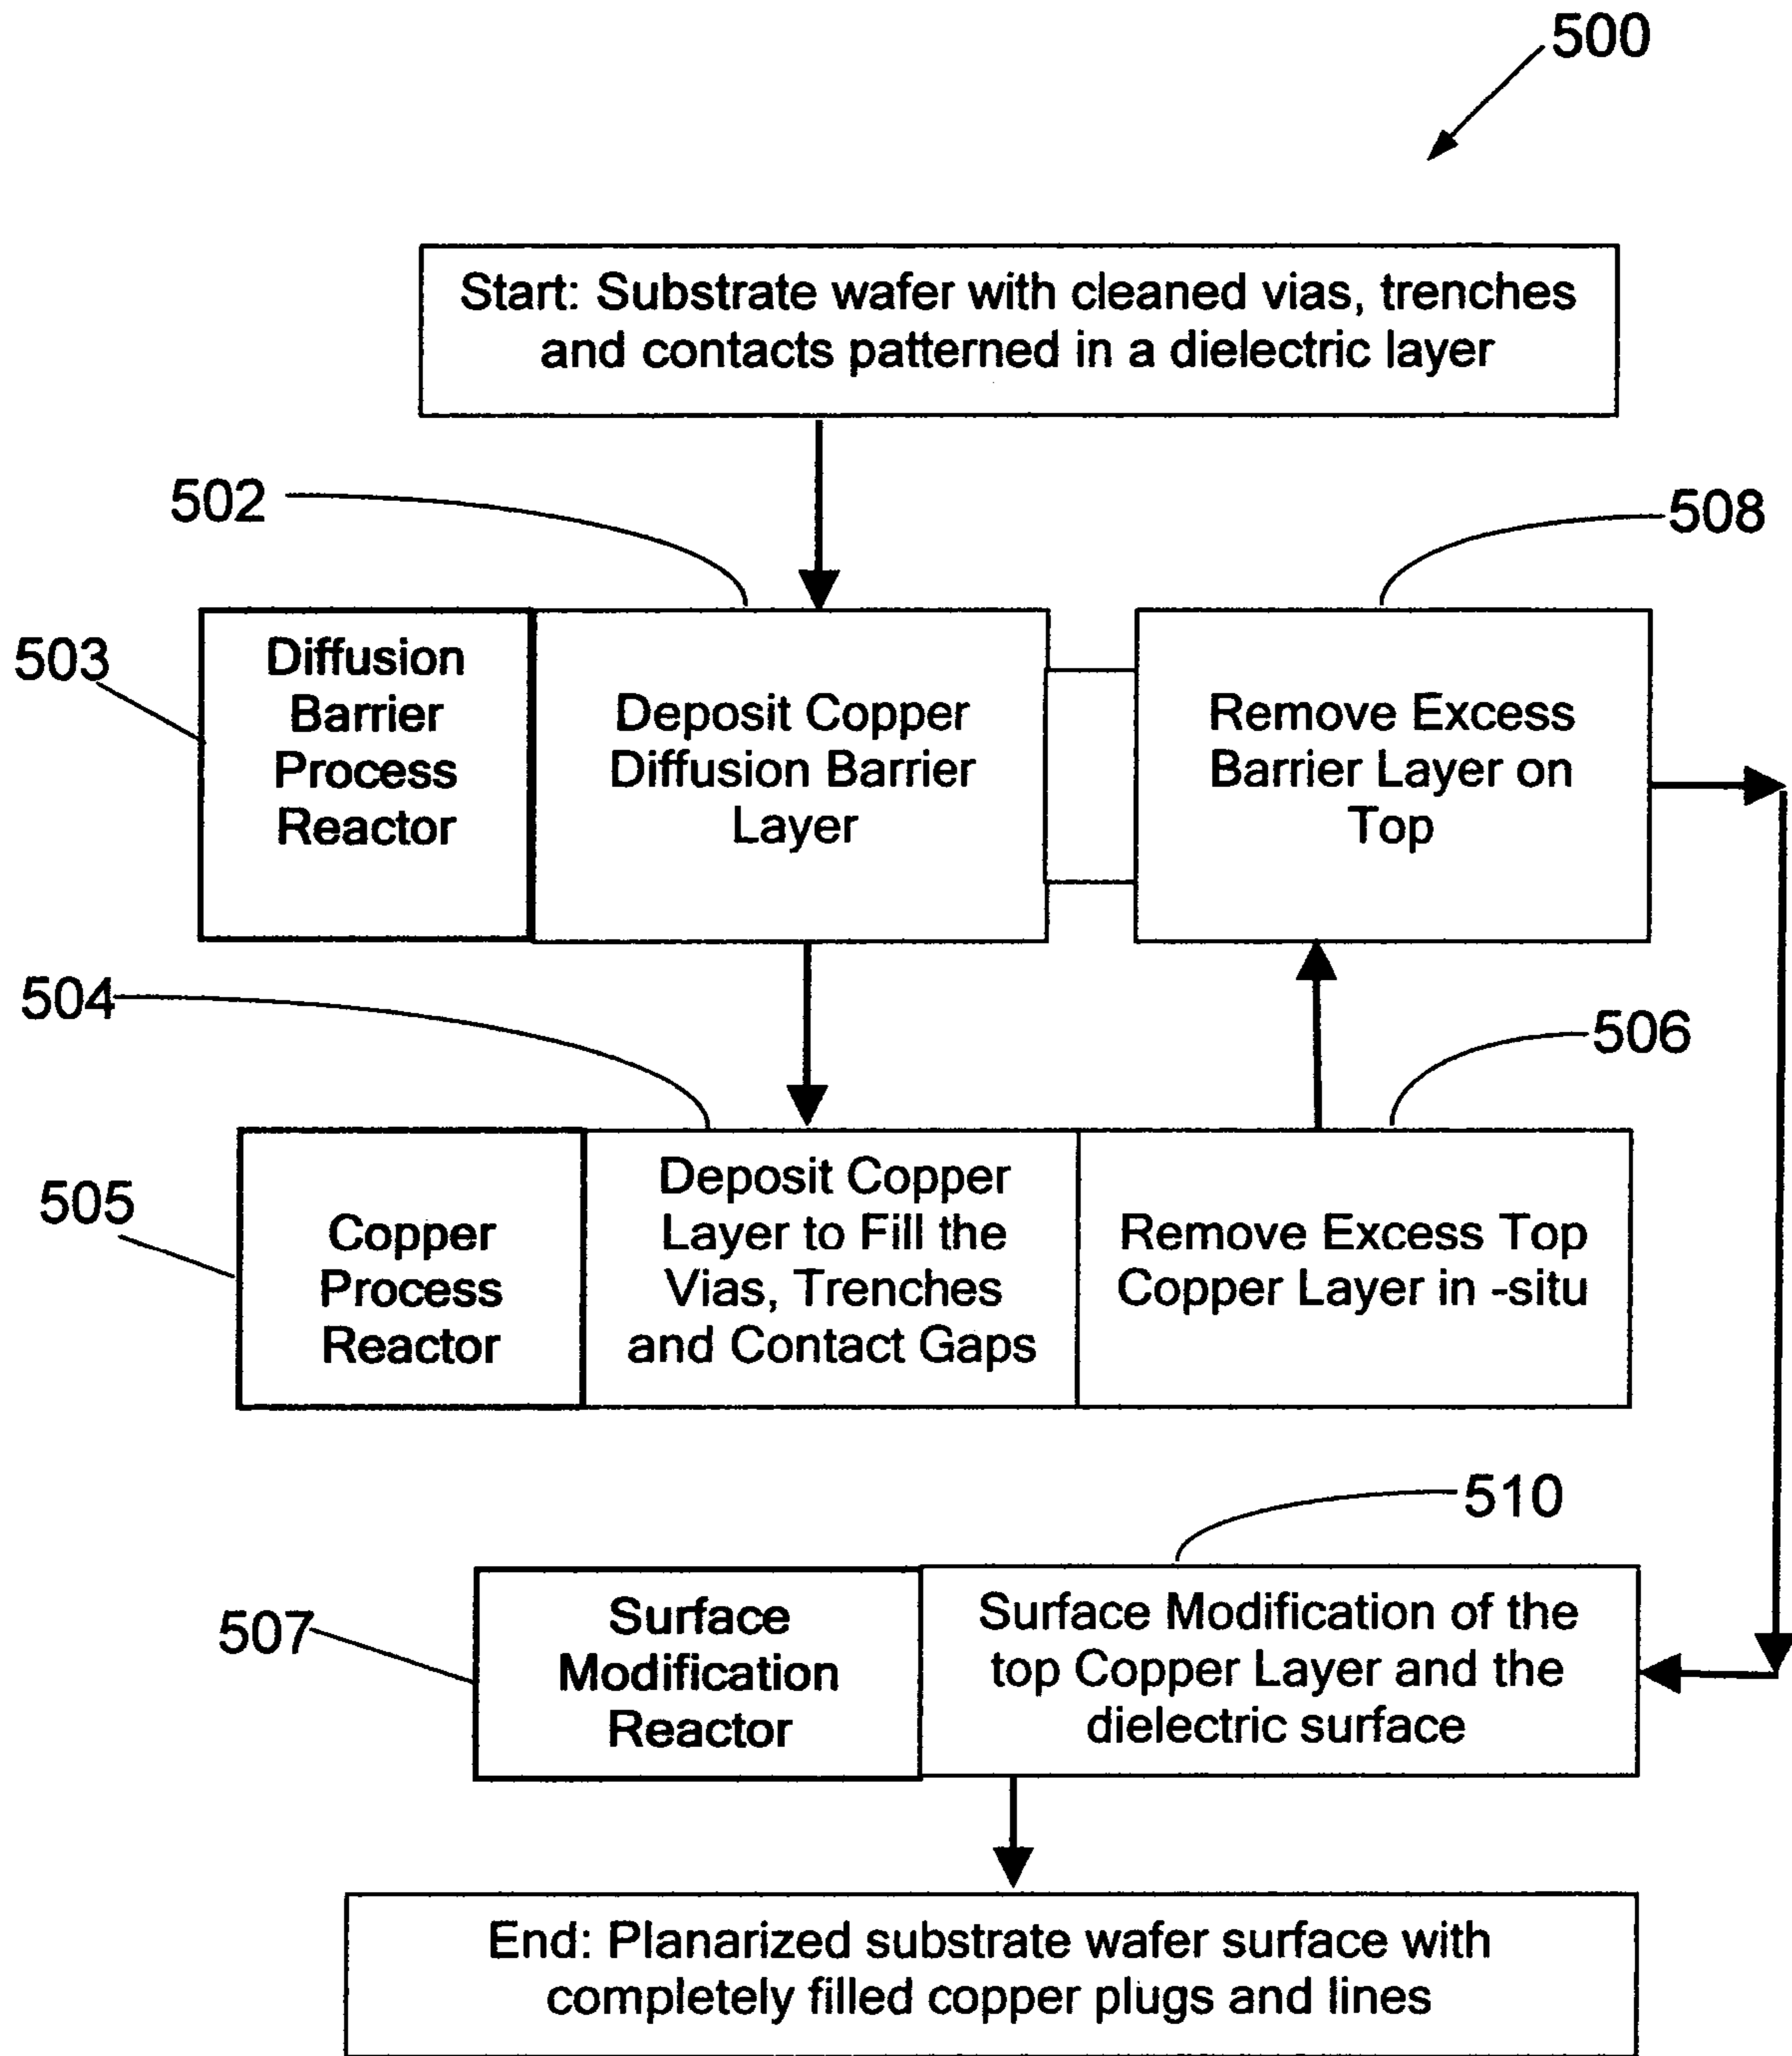 500
Start: Substrate wafer with cleaned vias, trenches
and contacts patterned in a dielectric layer
502
508
503
Diffusion
Barrier
Process
Reactor
Deposit Copper
Diffusion Barrier
Layer
Remove Excess
Barrier Layer on
Top
504
506
505
Copper
Process
Reactor
Deposit Copper
Layer to Fill the
Vias, Trenches
and Contact Gaps
Remove Excess Top
Copper Layer in -situ
510
507
Surface
Modification
Reactor
Surface Modification of the
top Copper Layer and the
dielectric surface
End: Planarized substrate wafer surface with
completely filled copper plugs and lines